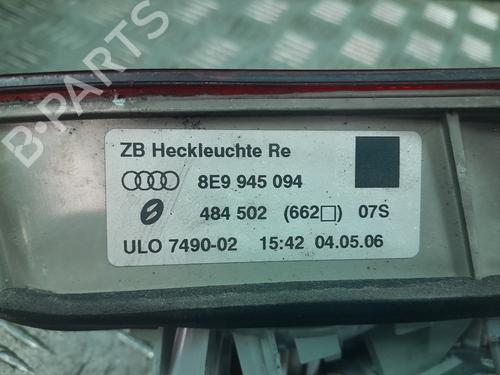 B-PARTS
ZB Heckleuchte Re
8E9 945 094
484 502 (662□) 07S
ULO 7490-02 15:42 04.05.06